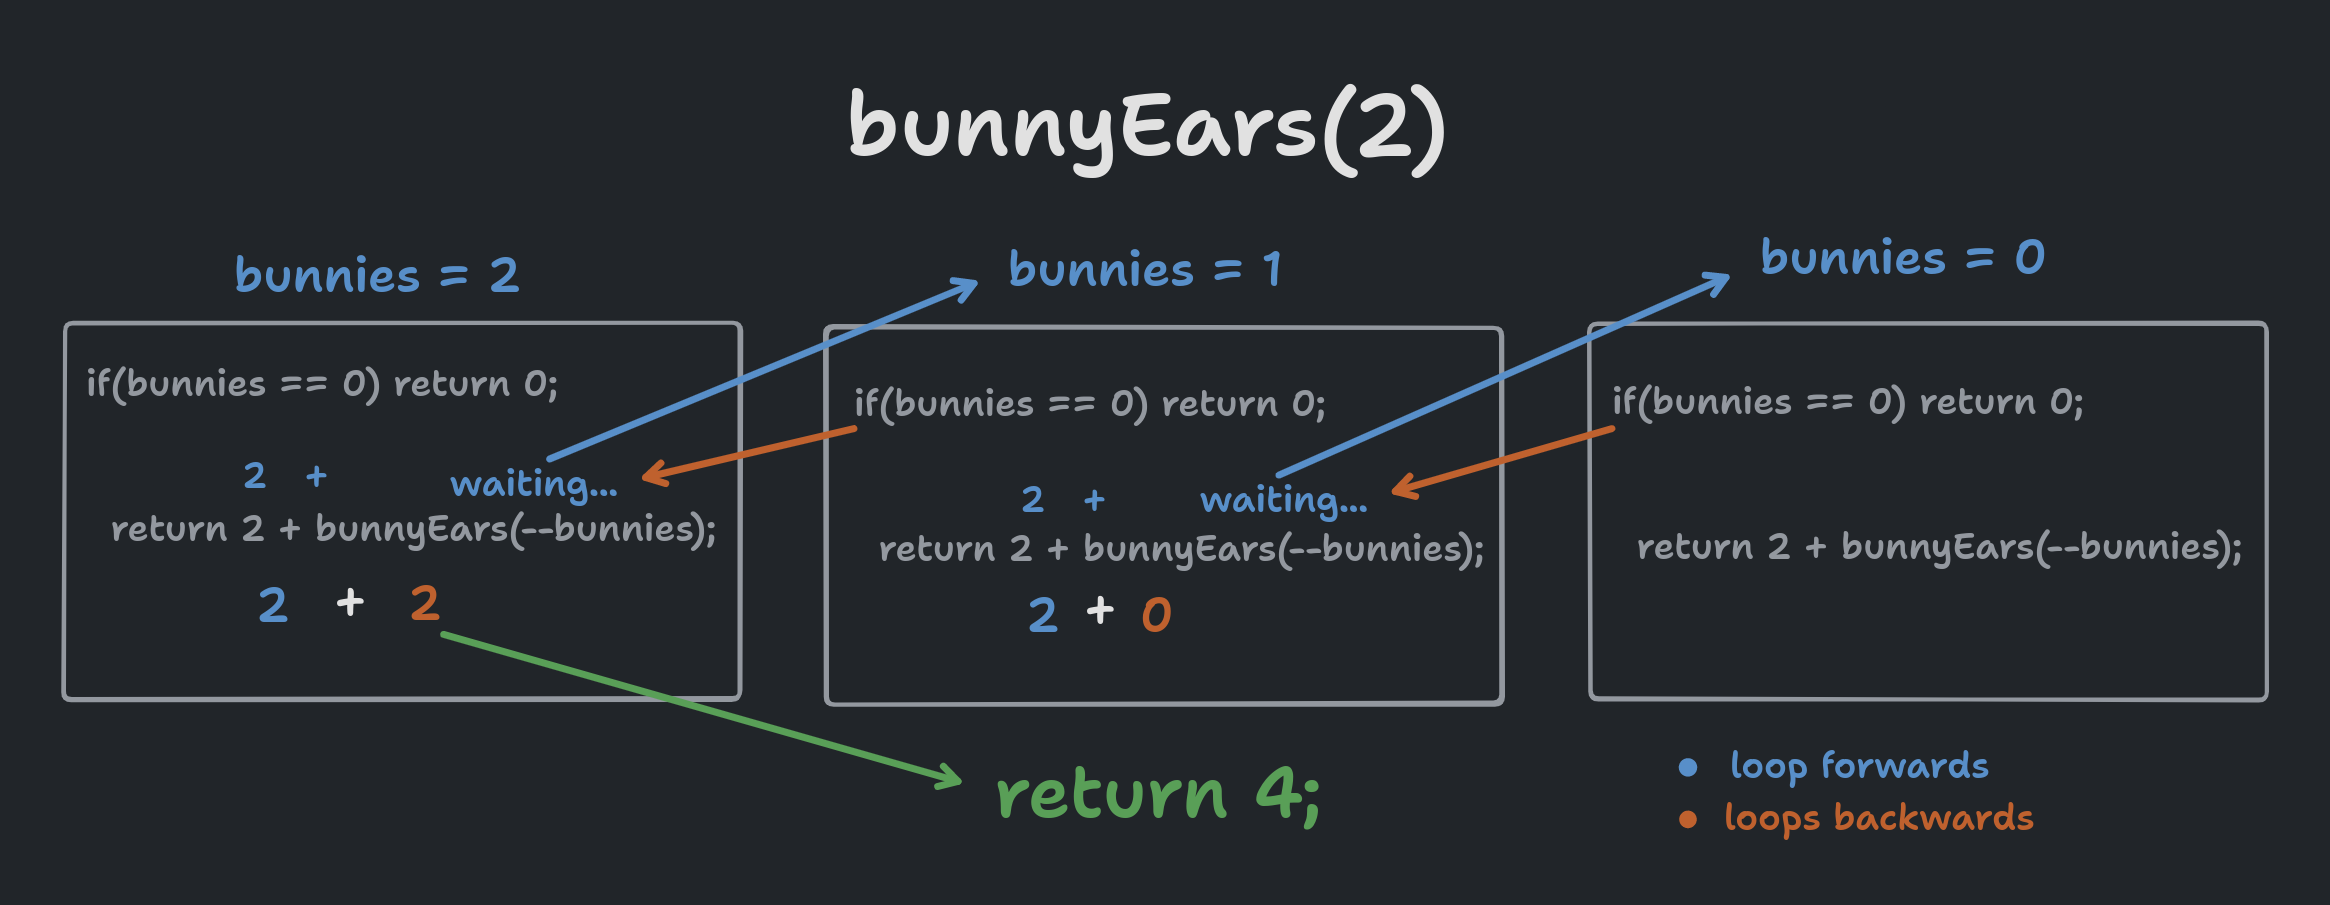 bunnyEars(2)
bunnies = 2
if(bunnies == 0) return 0;
2 + waiting...
return 2 + bunnyEars(--bunnies);
2 + 2
bunnies = 1
if(bunnies == 0) return 0;
2 + waiting...
return 2 + bunnyEars(--bunnies);
2 + 0
bunnies = 0
if(bunnies == 0) return 0;
return 2 + bunnyEars(--bunnies);
return 4;
loop forwards
loops backwards